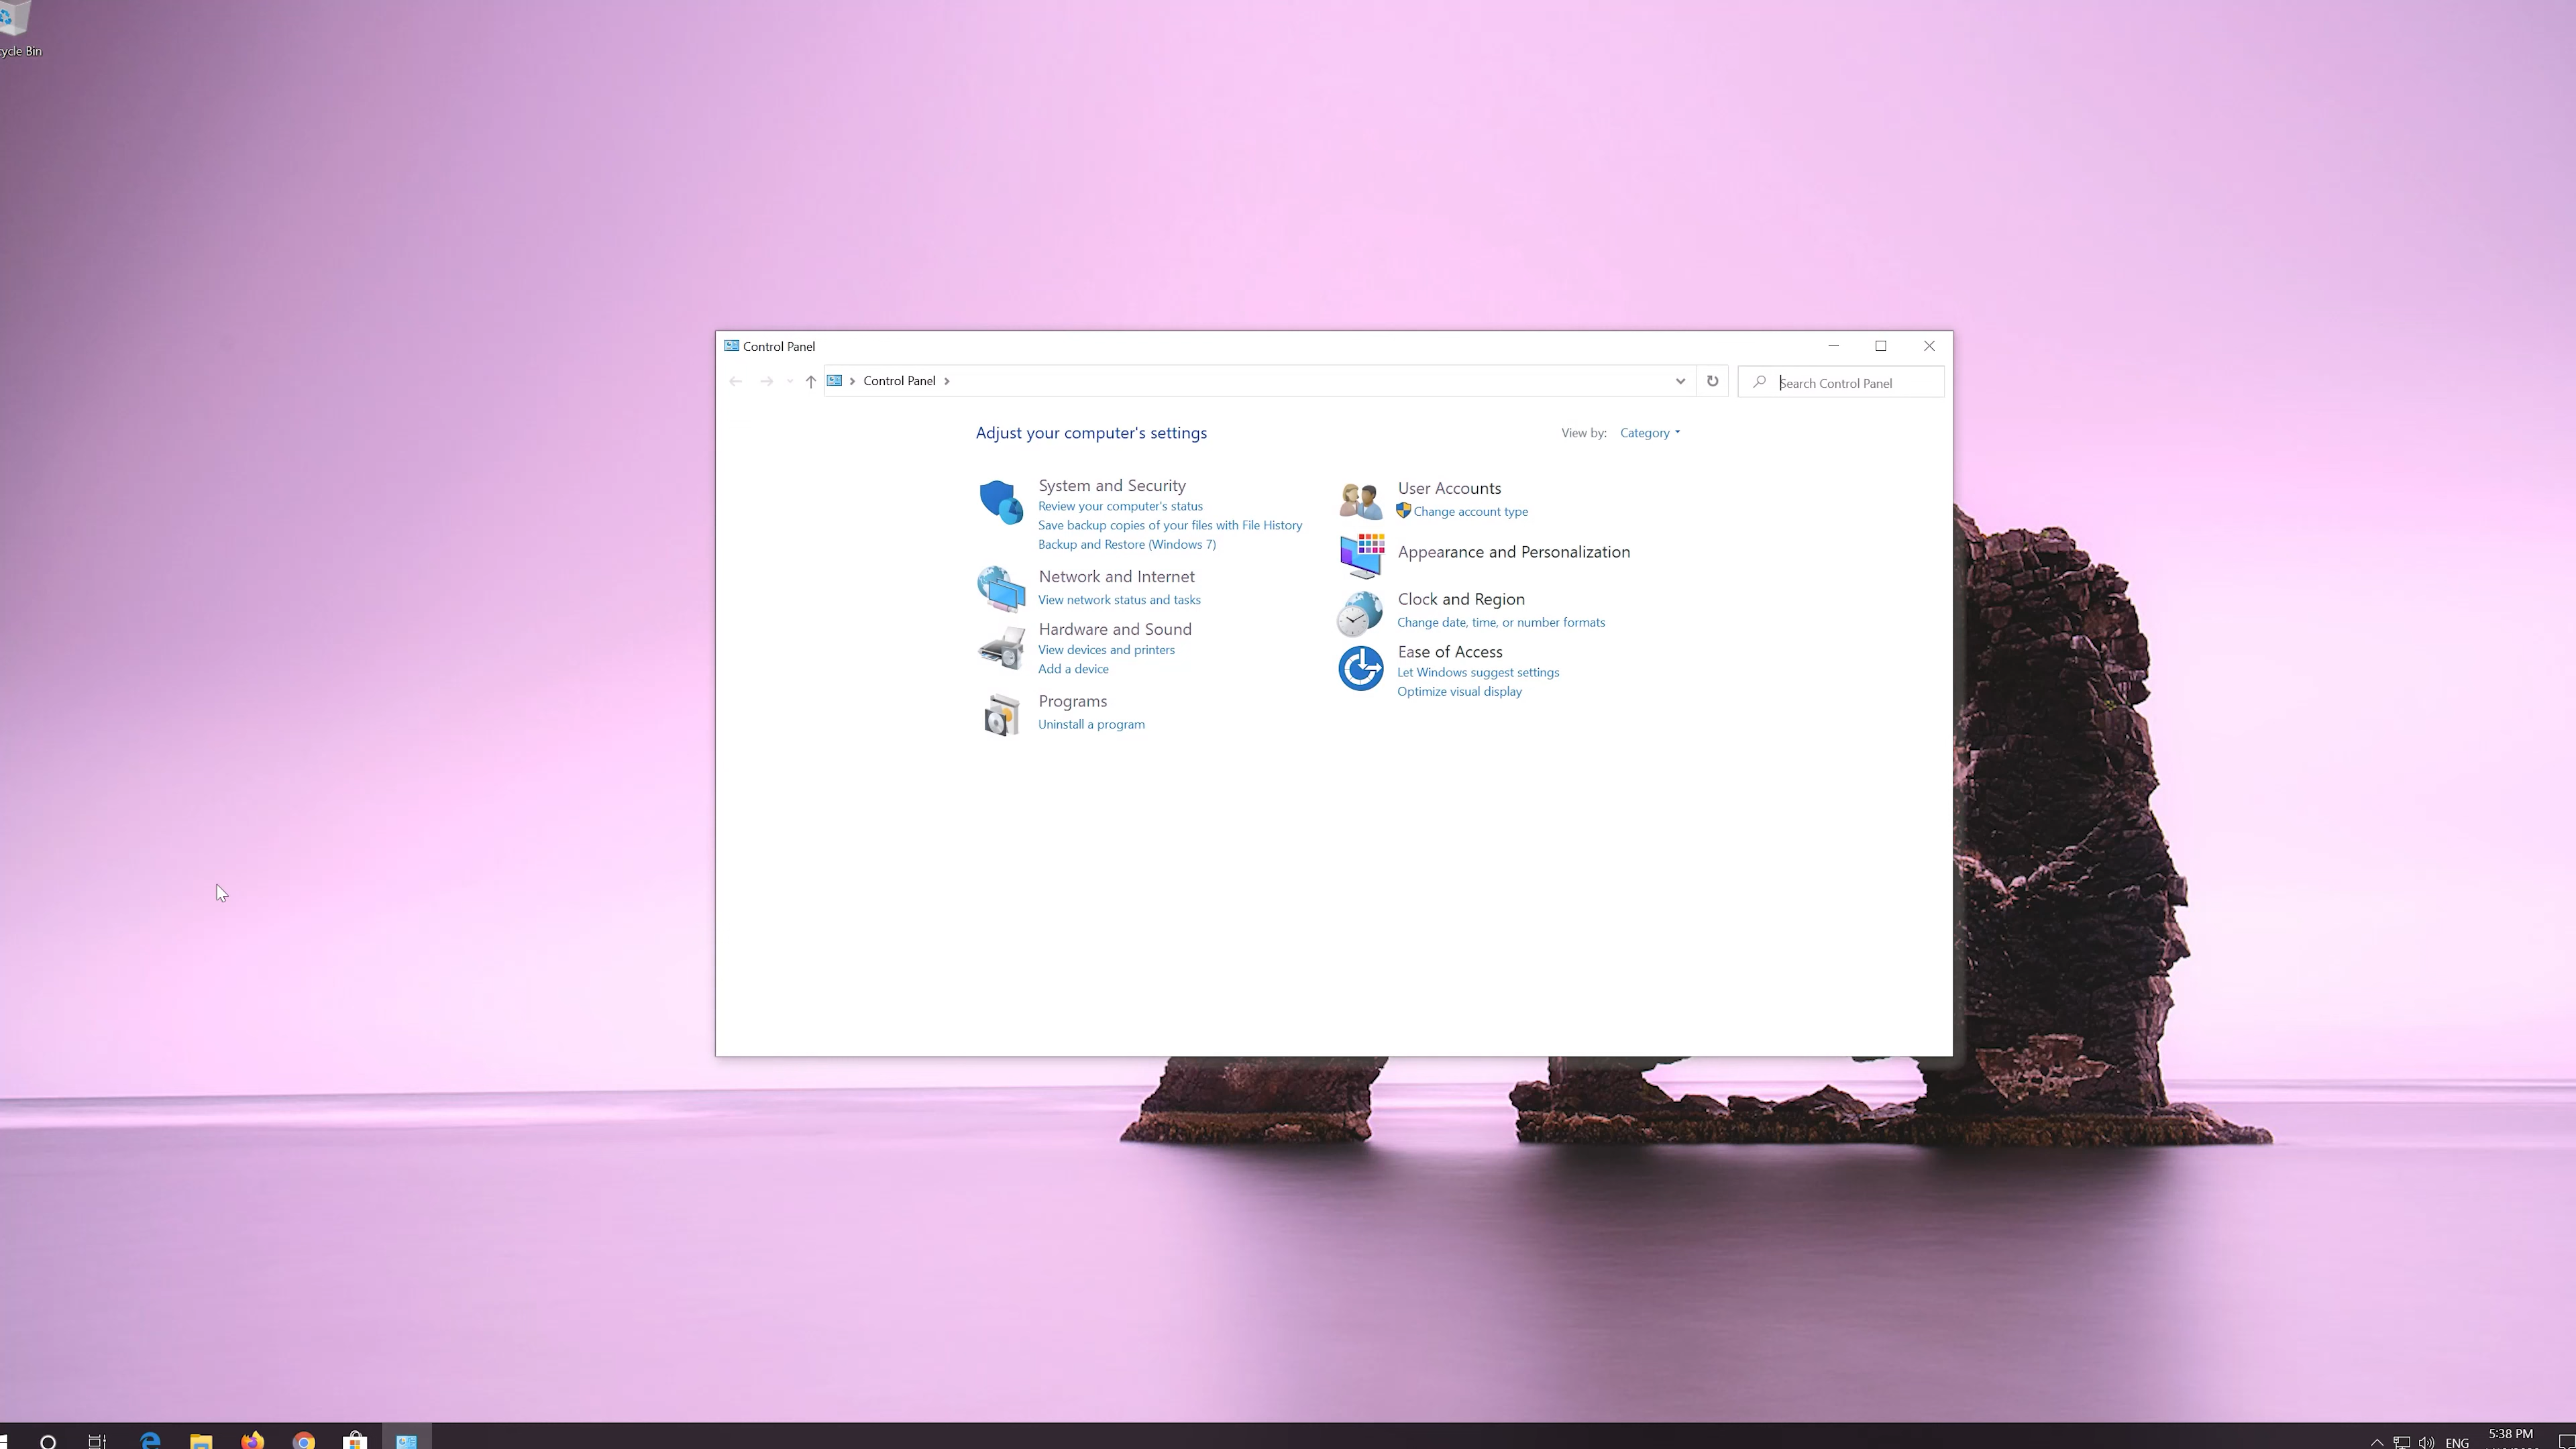 cycle Bin
Control Panel
Control Panel
Search Control Panel
Adjust your computer's settings
View by: Category
System and Security
Review your computer's status
Save backup copies of your files with File History
Backup and Restore (Windows 7)
Network and Internet
View network status and tasks
Hardware and Sound
View devices and printers
Add a device
Programs
Uninstall a program
User Accounts
Change account type
Appearance and Personalization
Clock and Region
Change date, time, or number formats
Ease of Access
Let Windows suggest settings
Optimize visual display
ENG
5:38 PM